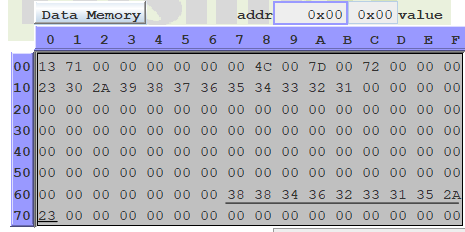 Data Memory addr 0x00 0x00 value
0 1 2 3 4 5 6 7 8 9 A B C D E F
00 13 71 00 00 00 00 00 00 4C 00 7D 00 72 00 00 00
10 23 30 2A 39 38 37 36 35 34 33 32 31 00 00 00 00
20 00 00 00 00 00 00 00 00 00 00 00 00 00 00 00 00
30 00 00 00 00 00 00 00 00 00 00 00 00 00 00 00 00
40 00 00 00 00 00 00 00 00 00 00 00 00 00 00 00 00
50 00 00 00 00 00 00 00 00 00 00 00 00 00 00 00 00
60 00 00 00 00 00 00 00 38 38 34 36 32 33 31 35 2A
70 23 00 00 00 00 00 00 00 00 00 00 00 00 00 00 00